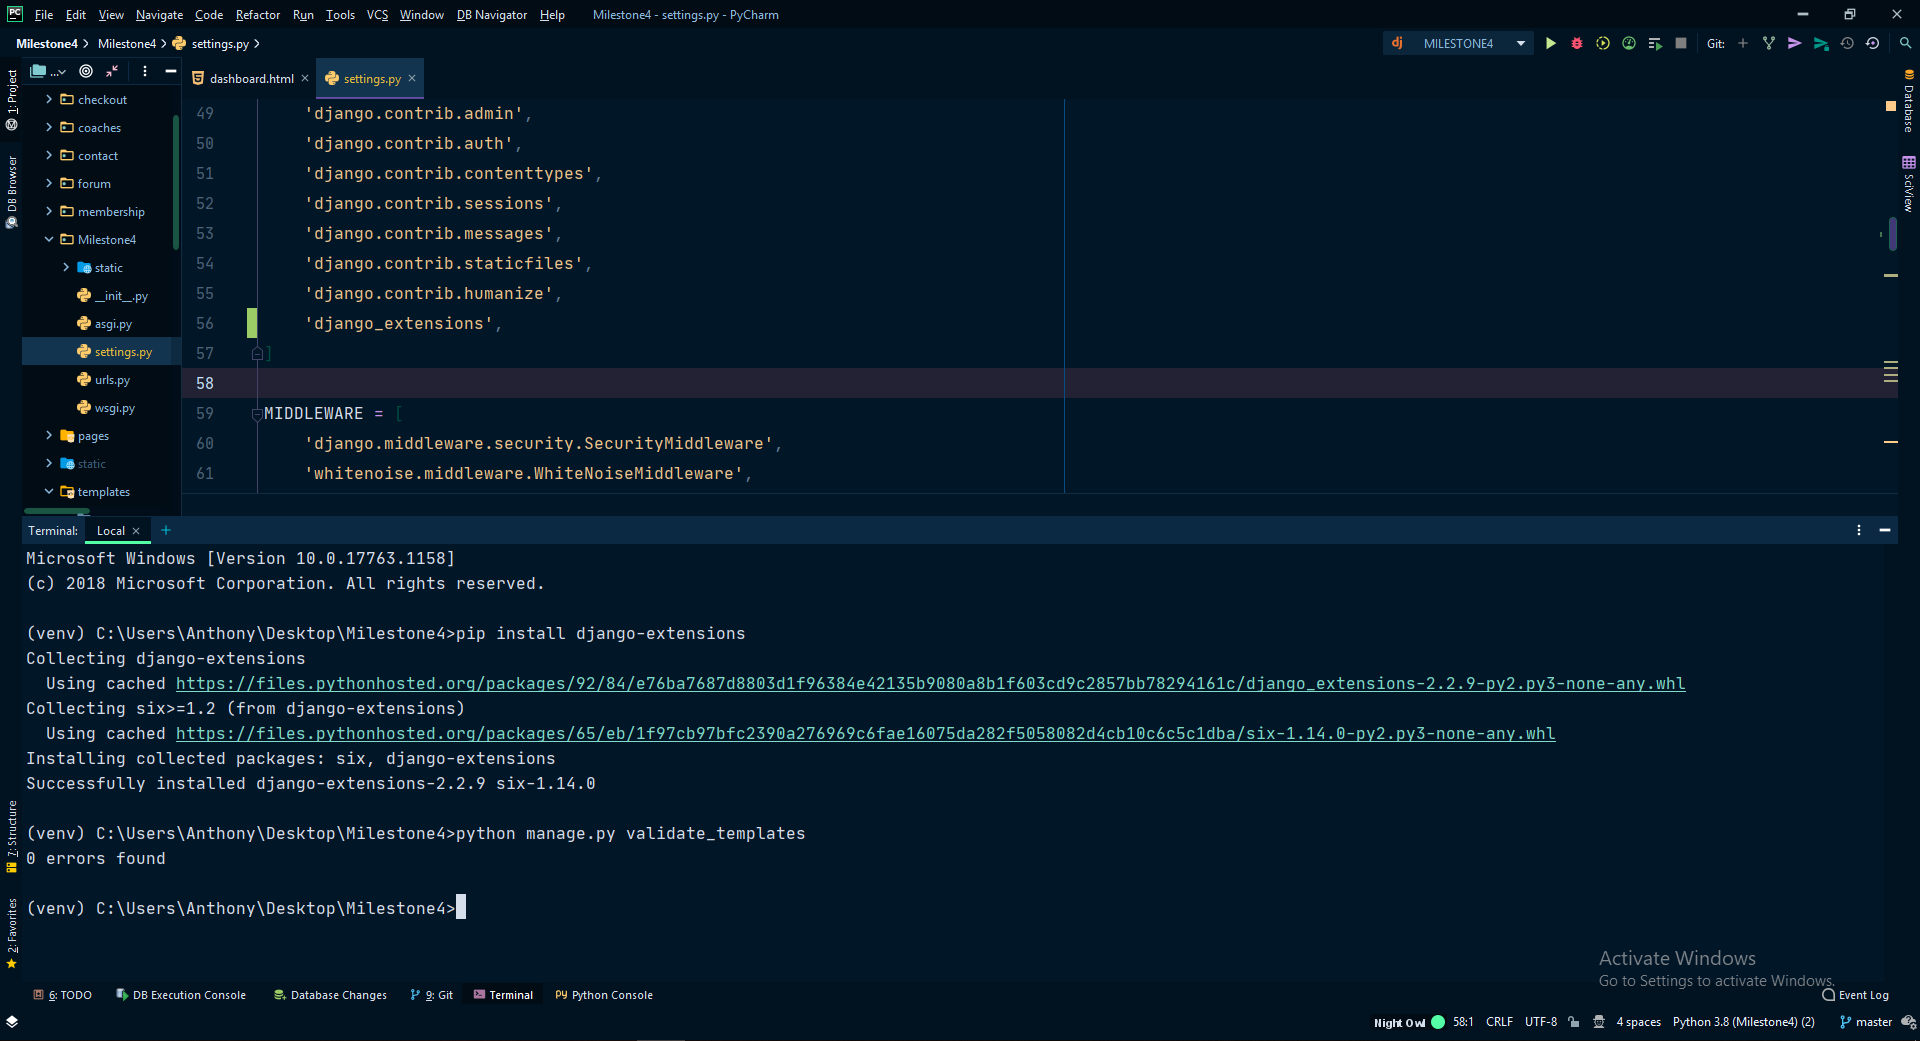 PC File Edit View Navigate Code Refactor Run Tools VCS Window DB Navigator Help Milestone4 - settings.py - PyCharm
Milestone4 Milestone4 settings.py
dj MILESTONE4 Git:
1: Project
DB Browser
7: Structure
2: Favorites
...
checkout
coaches
contact
forum
membership
Milestone4
static
__init__.py
asgi.py
settings.py
urls.py
wsgi.py
pages
static
templates
dashboard.html settings.py
49 'django.contrib.admin',
50 'django.contrib.auth',
51 'django.contrib.contenttypes',
52 'django.contrib.sessions',
53 'django.contrib.messages',
54 'django.contrib.staticfiles',
55 'django.contrib.humanize',
56 'django_extensions',
57 ]
58
59 MIDDLEWARE = [
60 'django.middleware.security.SecurityMiddleware',
61 'whitenoise.middleware.WhiteNoiseMiddleware',
Database
SciView
Terminal: Local +
Microsoft Windows [Version 10.0.17763.1158]
(c) 2018 Microsoft Corporation. All rights reserved.
(venv) C:\Users\Anthony\Desktop\Milestone4>pip install django-extensions
Collecting django-extensions
Using cached https://files.pythonhosted.org/packages/92/84/e76ba7687d8803d1f96384e42135b9080a8b1f603cd9c2857bb78294161c/django_extensions-2.2.9-py2.py3-none-any.whl
Collecting six>=1.2 (from django-extensions)
Using cached https://files.pythonhosted.org/packages/65/eb/1f97cb97bfc2390a276969c6fae16075da282f5058082d4cb10c6c5c1dba/six-1.14.0-py2.py3-none-any.whl
Installing collected packages: six, django-extensions
Successfully installed django-extensions-2.2.9 six-1.14.0
(venv) C:\Users\Anthony\Desktop\Milestone4>python manage.py validate_templates
0 errors found
(venv) C:\Users\Anthony\Desktop\Milestone4>
Activate Windows
Go to Settings to activate Windows.
6: TODO DB Execution Console Database Changes 9: Git Terminal PY Python Console Event Log
Night Owl 58:1 CRLF UTF-8 4 spaces Python 3.8 (Milestone4) (2) master